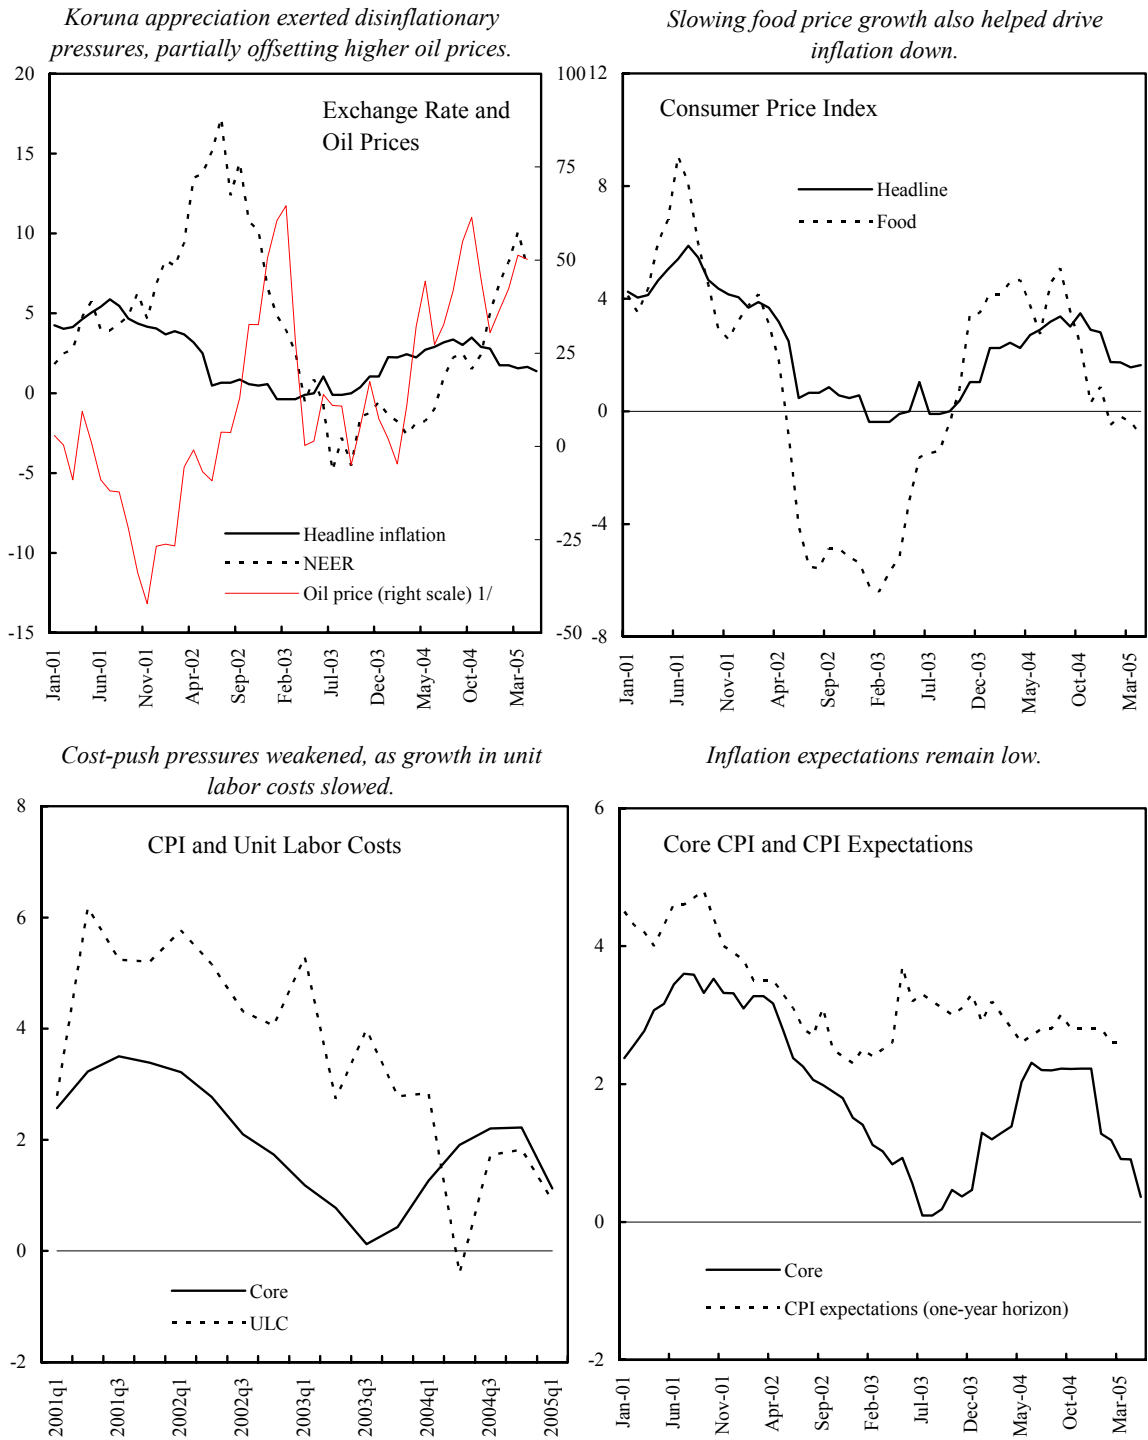 Koruna appreciation exerted disinflationary
pressures, partially offsetting higher oil prices.
20
15
10
5
0
-5
-10
-15
100
75
50
25
0
-25
-50
Exchange Rate and
Oil Prices
Headline inflation
NEER
Oil price (right scale) 1/
Jan-01
Jun-01
Nov-01
Apr-02
Sep-02
Feb-03
Jul-03
Dec-03
May-04
Oct-04
Mar-05
Slowing food price growth also helped drive
inflation down.
12
8
4
0
-4
-8
Consumer Price Index
Headline
Food
Jan-01
Jun-01
Nov-01
Apr-02
Sep-02
Feb-03
Jul-03
Dec-03
May-04
Oct-04
Mar-05
Cost-push pressures weakened, as growth in unit
labor costs slowed.
8
6
4
2
0
-2
CPI and Unit Labor Costs
Core
ULC
2001q1
2001q3
2002q1
2002q3
2003q1
2003q3
2004q1
2004q3
2005q1
Inflation expectations remain low.
6
4
2
0
-2
Core CPI and CPI Expectations
Core
CPI expectations (one-year horizon)
Jan-01
Jun-01
Nov-01
Apr-02
Sep-02
Feb-03
Jul-03
Dec-03
May-04
Oct-04
Mar-05